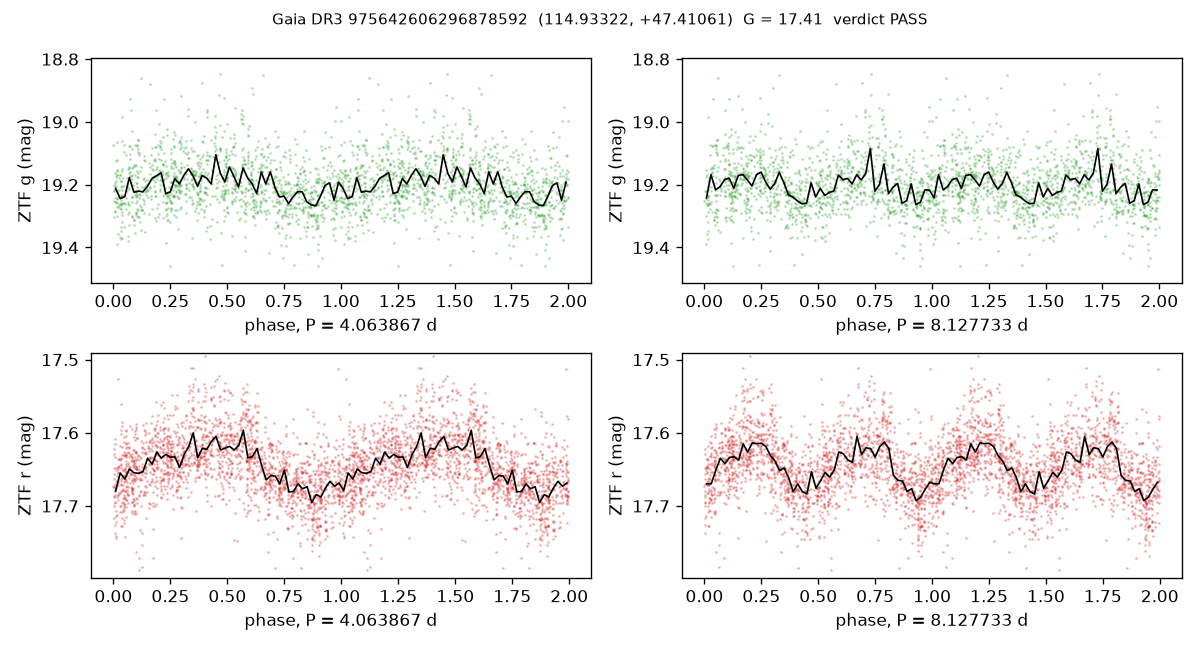 Gaia DR3 975642606296878592 (114.93322, +47.41061) G = 17.41 verdict PASS
ZTF g (mag)
18.8
19.0
19.2
19.4
0.00 0.25 0.50 0.75 1.00 1.25 1.50 1.75 2.00
phase, P = 4.063867 d
ZTF g (mag)
18.8
19.0
19.2
19.4
0.00 0.25 0.50 0.75 1.00 1.25 1.50 1.75 2.00
phase, P = 8.127733 d
ZTF r (mag)
17.5
17.6
17.7
0.00 0.25 0.50 0.75 1.00 1.25 1.50 1.75 2.00
phase, P = 4.063867 d
ZTF r (mag)
17.5
17.6
17.7
0.00 0.25 0.50 0.75 1.00 1.25 1.50 1.75 2.00
phase, P = 8.127733 d